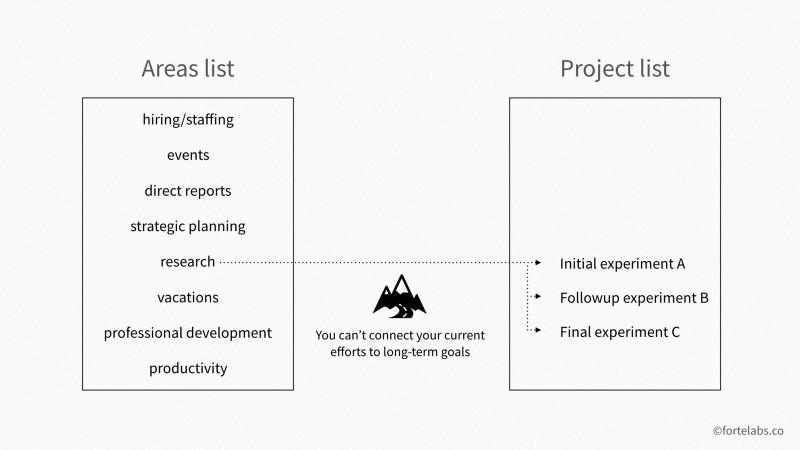 Areas list
Project list
hiring/staffing
events
direct reports
strategic planning
research
vacations
professional development
productivity
You can’t connect your current
efforts to long-term goals
Initial experiment A
Followup experiment B
Final experiment C
©fortelabs.co